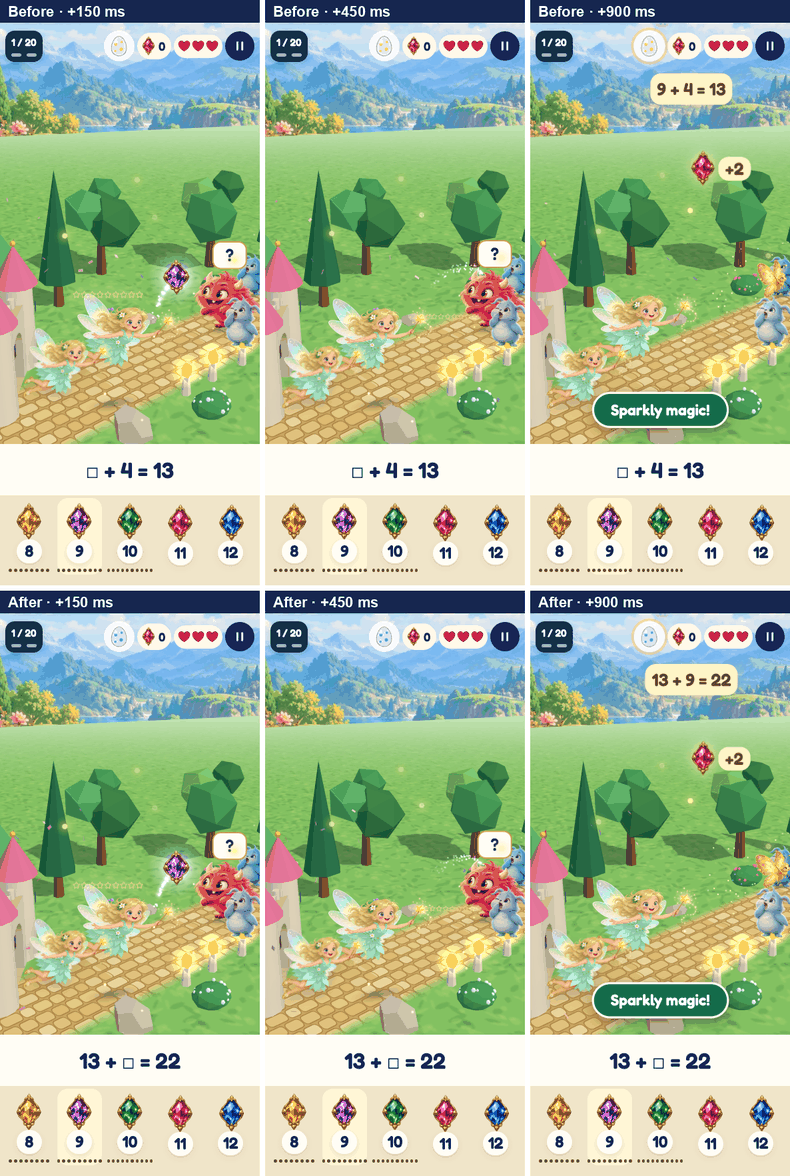 Before · +150 ms
1/20
0
?
□ + 4 = 13
8 9 10 11 12
Before · +450 ms
1/20
0
?
□ + 4 = 13
8 9 10 11 12
Before · +900 ms
1/20
0
9 + 4 = 13
+2
Sparkly magic!
□ + 4 = 13
8 9 10 11 12
After · +150 ms
1/20
0
?
13 + □ = 22
8 9 10 11 12
After · +450 ms
1/20
0
?
13 + □ = 22
8 9 10 11 12
After · +900 ms
1/20
0
13 + 9 = 22
+2
Sparkly magic!
13 + □ = 22
8 9 10 11 12